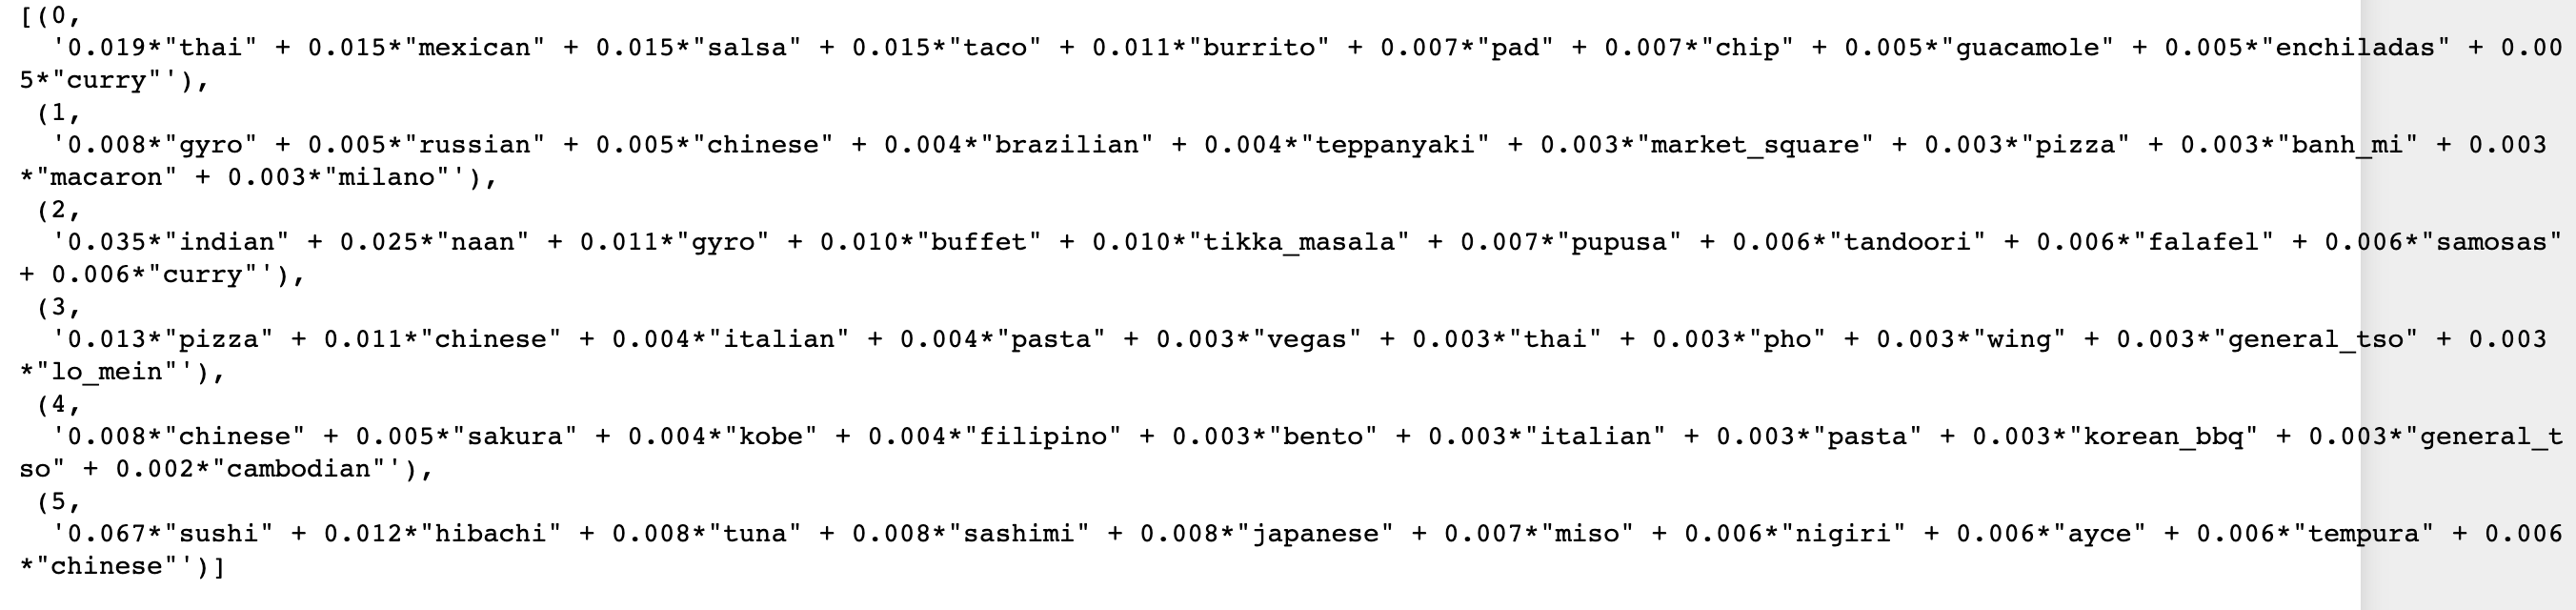 [(0,
'0.019*"thai" + 0.015*"mexican" + 0.015*"salsa" + 0.015*"taco" + 0.011*"burrito" + 0.007*"pad" + 0.007*"chip" + 0.005*"guacamole" + 0.005*"enchiladas" + 0.00
5*"curry"'),
(1,
'0.008*"gyro" + 0.005*"russian" + 0.005*"chinese" + 0.004*"brazilian" + 0.004*"teppanyaki" + 0.003*"market_square" + 0.003*"pizza" + 0.003*"banh_mi" + 0.003
*"macaron" + 0.003*"milano"'),
(2,
'0.035*"indian" + 0.025*"naan" + 0.011*"gyro" + 0.010*"buffet" + 0.010*"tikka_masala" + 0.007*"pupusa" + 0.006*"tandoori" + 0.006*"falafel" + 0.006*"samosas"
+ 0.006*"curry"'),
(3,
'0.013*"pizza" + 0.011*"chinese" + 0.004*"italian" + 0.004*"pasta" + 0.003*"vegas" + 0.003*"thai" + 0.003*"pho" + 0.003*"wing" + 0.003*"general_tso" + 0.003
*"lo_mein"'),
(4,
'0.008*"chinese" + 0.005*"sakura" + 0.004*"kobe" + 0.004*"filipino" + 0.003*"bento" + 0.003*"italian" + 0.003*"pasta" + 0.003*"korean_bbq" + 0.003*"general_t
so" + 0.002*"cambodian"'),
(5,
'0.067*"sushi" + 0.012*"hibachi" + 0.008*"tuna" + 0.008*"sashimi" + 0.008*"japanese" + 0.007*"miso" + 0.006*"nigiri" + 0.006*"ayce" + 0.006*"tempura" + 0.006
*"chinese"')]